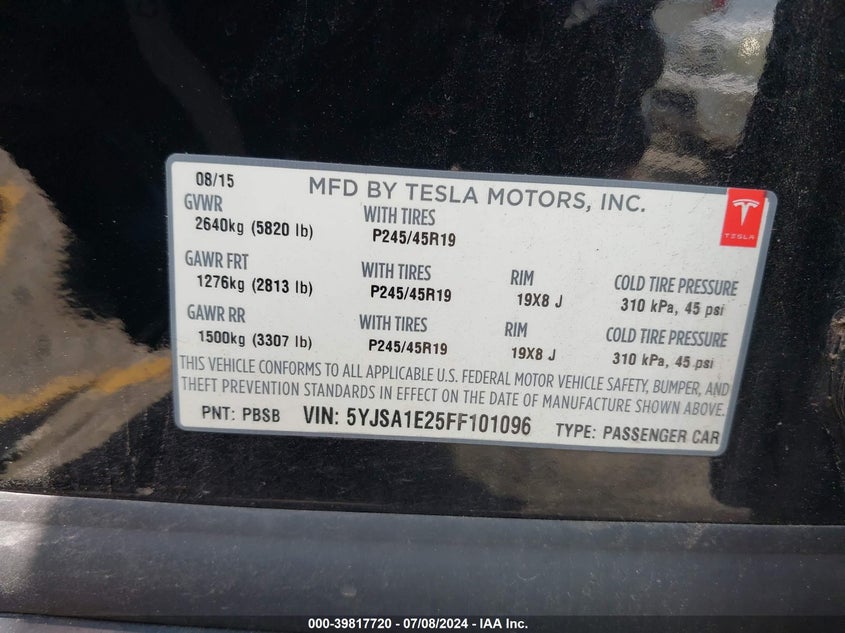 08/15 MFD BY TESLA MOTORS, INC.
GVWR WITH TIRES
2640kg (5820 lb) P245/45R19
TESLA
GAWR FRT WITH TIRES RIM COLD TIRE PRESSURE
1276kg (2813 lb) P245/45R19 19X8 J 310 kPa, 45 psi
GAWR RR WITH TIRES RIM COLD TIRE PRESSURE
1500kg (3307 lb) P245/45R19 19X8 J 310 kPa, 45 psi
THIS VEHICLE CONFORMS TO ALL APPLICABLE U.S. FEDERAL MOTOR VEHICLE SAFETY, BUMPER, AND
THEFT PREVENTION STANDARDS IN EFFECT ON THE DATE OF MANUFACTURE SHOWN ABOVE.
PNT: PBSB VIN: 5YJSA1E25FF101096 TYPE: PASSENGER CAR
000-39817720 - 07/08/2024 - IAA Inc.